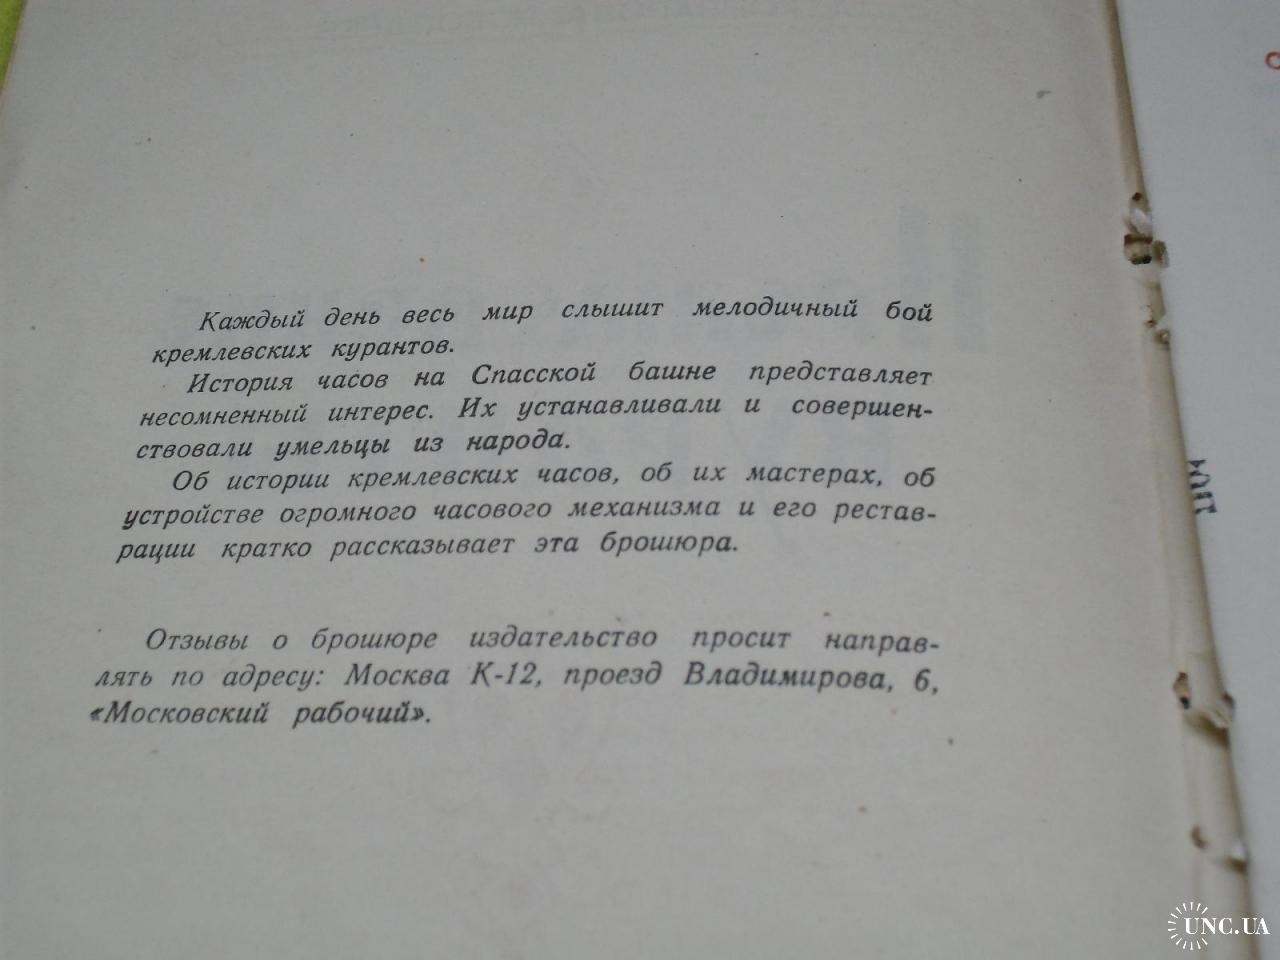 Каждый день весь мир слышит мелодичный бой
кремлевских курантов.
История часов на Спасской башне представляет
несомненный интерес. Их устанавливали и совершен-
ствовали умельцы из народа.
Об истории кремлевских часов, об их мастерах, об
устройстве огромного часового механизма и его рестав-
рации кратко рассказывает эта брошюра.
Отзывы о брошюре издательство просит направ-
лять по адресу: Москва К-12, проезд Владимирова, 6,
«Московский рабочий».
UNC.UA